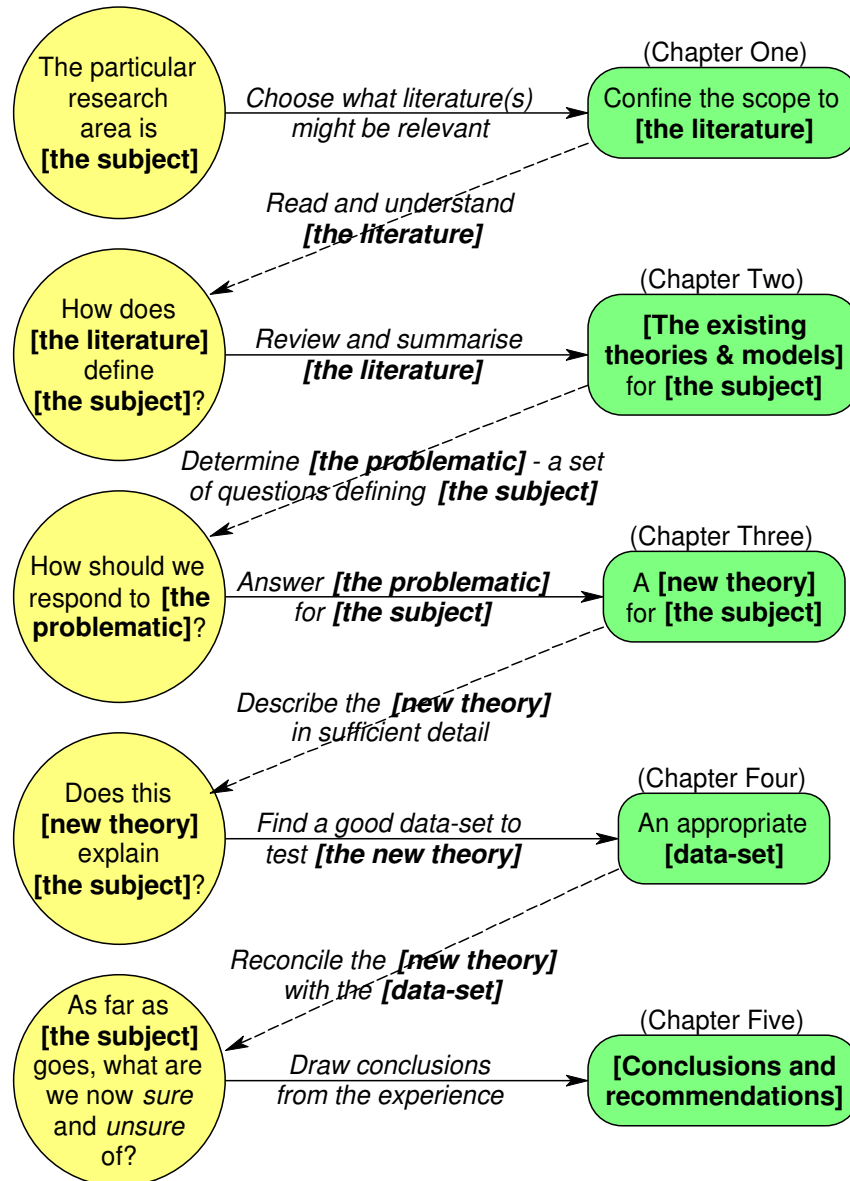 The particular
research
area is
[the subject]
Choose what literature(s)
might be relevant
(Chapter One)
Confine the scope to
[the literature]
Read and understand
[the literature]
How does
[the literature]
define
[the subject]?
Review and summarise
[the literature]
(Chapter Two)
[The existing
theories & models]
for [the subject]
Determine [the problematic] - a set
of questions defining [the subject]
How should we
respond to [the
problematic]?
Answer [the problematic]
for [the subject]
(Chapter Three)
A [new theory]
for [the subject]
Describe the [new theory]
in sufficient detail
Does this
[new theory]
explain
[the subject]?
Find a good data-set to
test [the new theory]
(Chapter Four)
An appropriate
[data-set]
Reconcile the [new theory]
with the [data-set]
As far as
[the subject]
goes, what are
we now sure
and unsure
of?
Draw conclusions
from the experience
(Chapter Five)
[Conclusions and
recommendations]